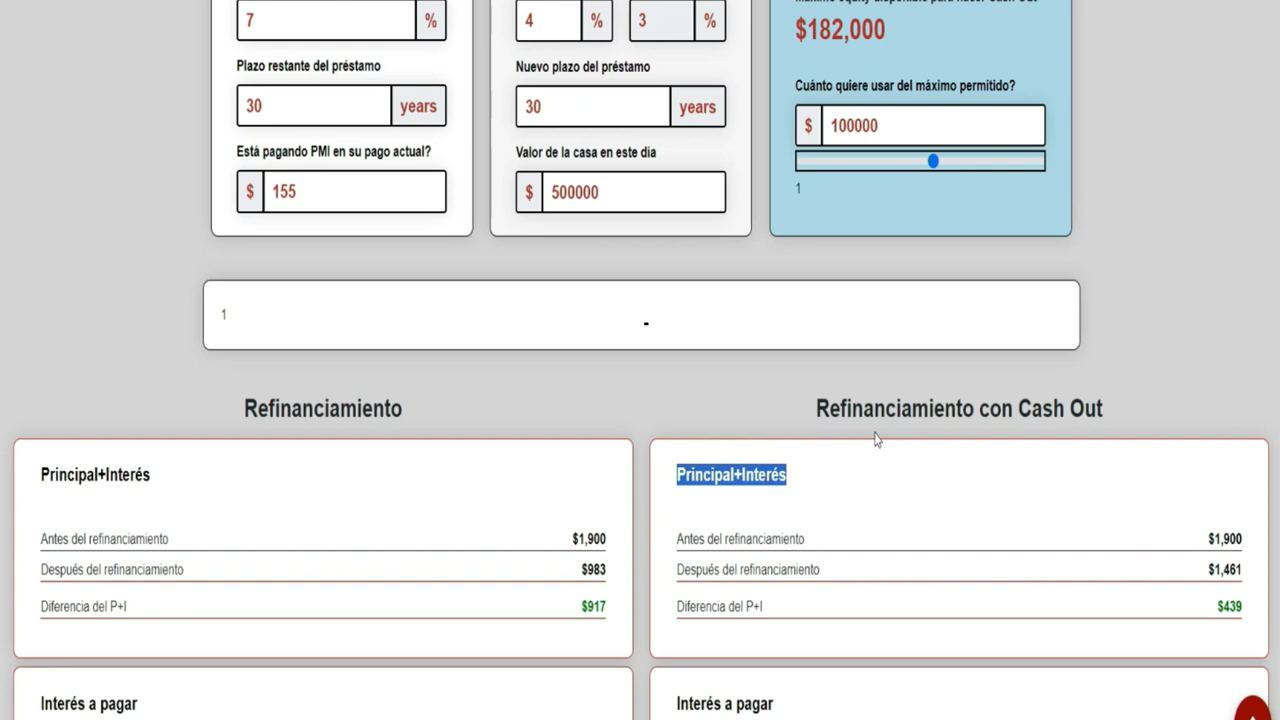 $182,000
7 %
4 %
3 %
Plazo restante del préstamo
Nuevo plazo del préstamo
Cuánto quiere usar del máximo permitido?
30 years
30 years
$ 100000
Está pagando PMI en su pago actual?
Valor de la casa en este dia
1
$ 155
$ 500000
1
-
Refinanciamiento
Principal+Interés
Antes del refinanciamiento $1,900
Después del refinanciamiento $983
Diferencia del P+I $917
Interés a pagar
Refinanciamiento con Cash Out
Principal+Interés
Antes del refinanciamiento $1,900
Después del refinanciamiento $1,461
Diferencia del P+I $439
Interés a pagar